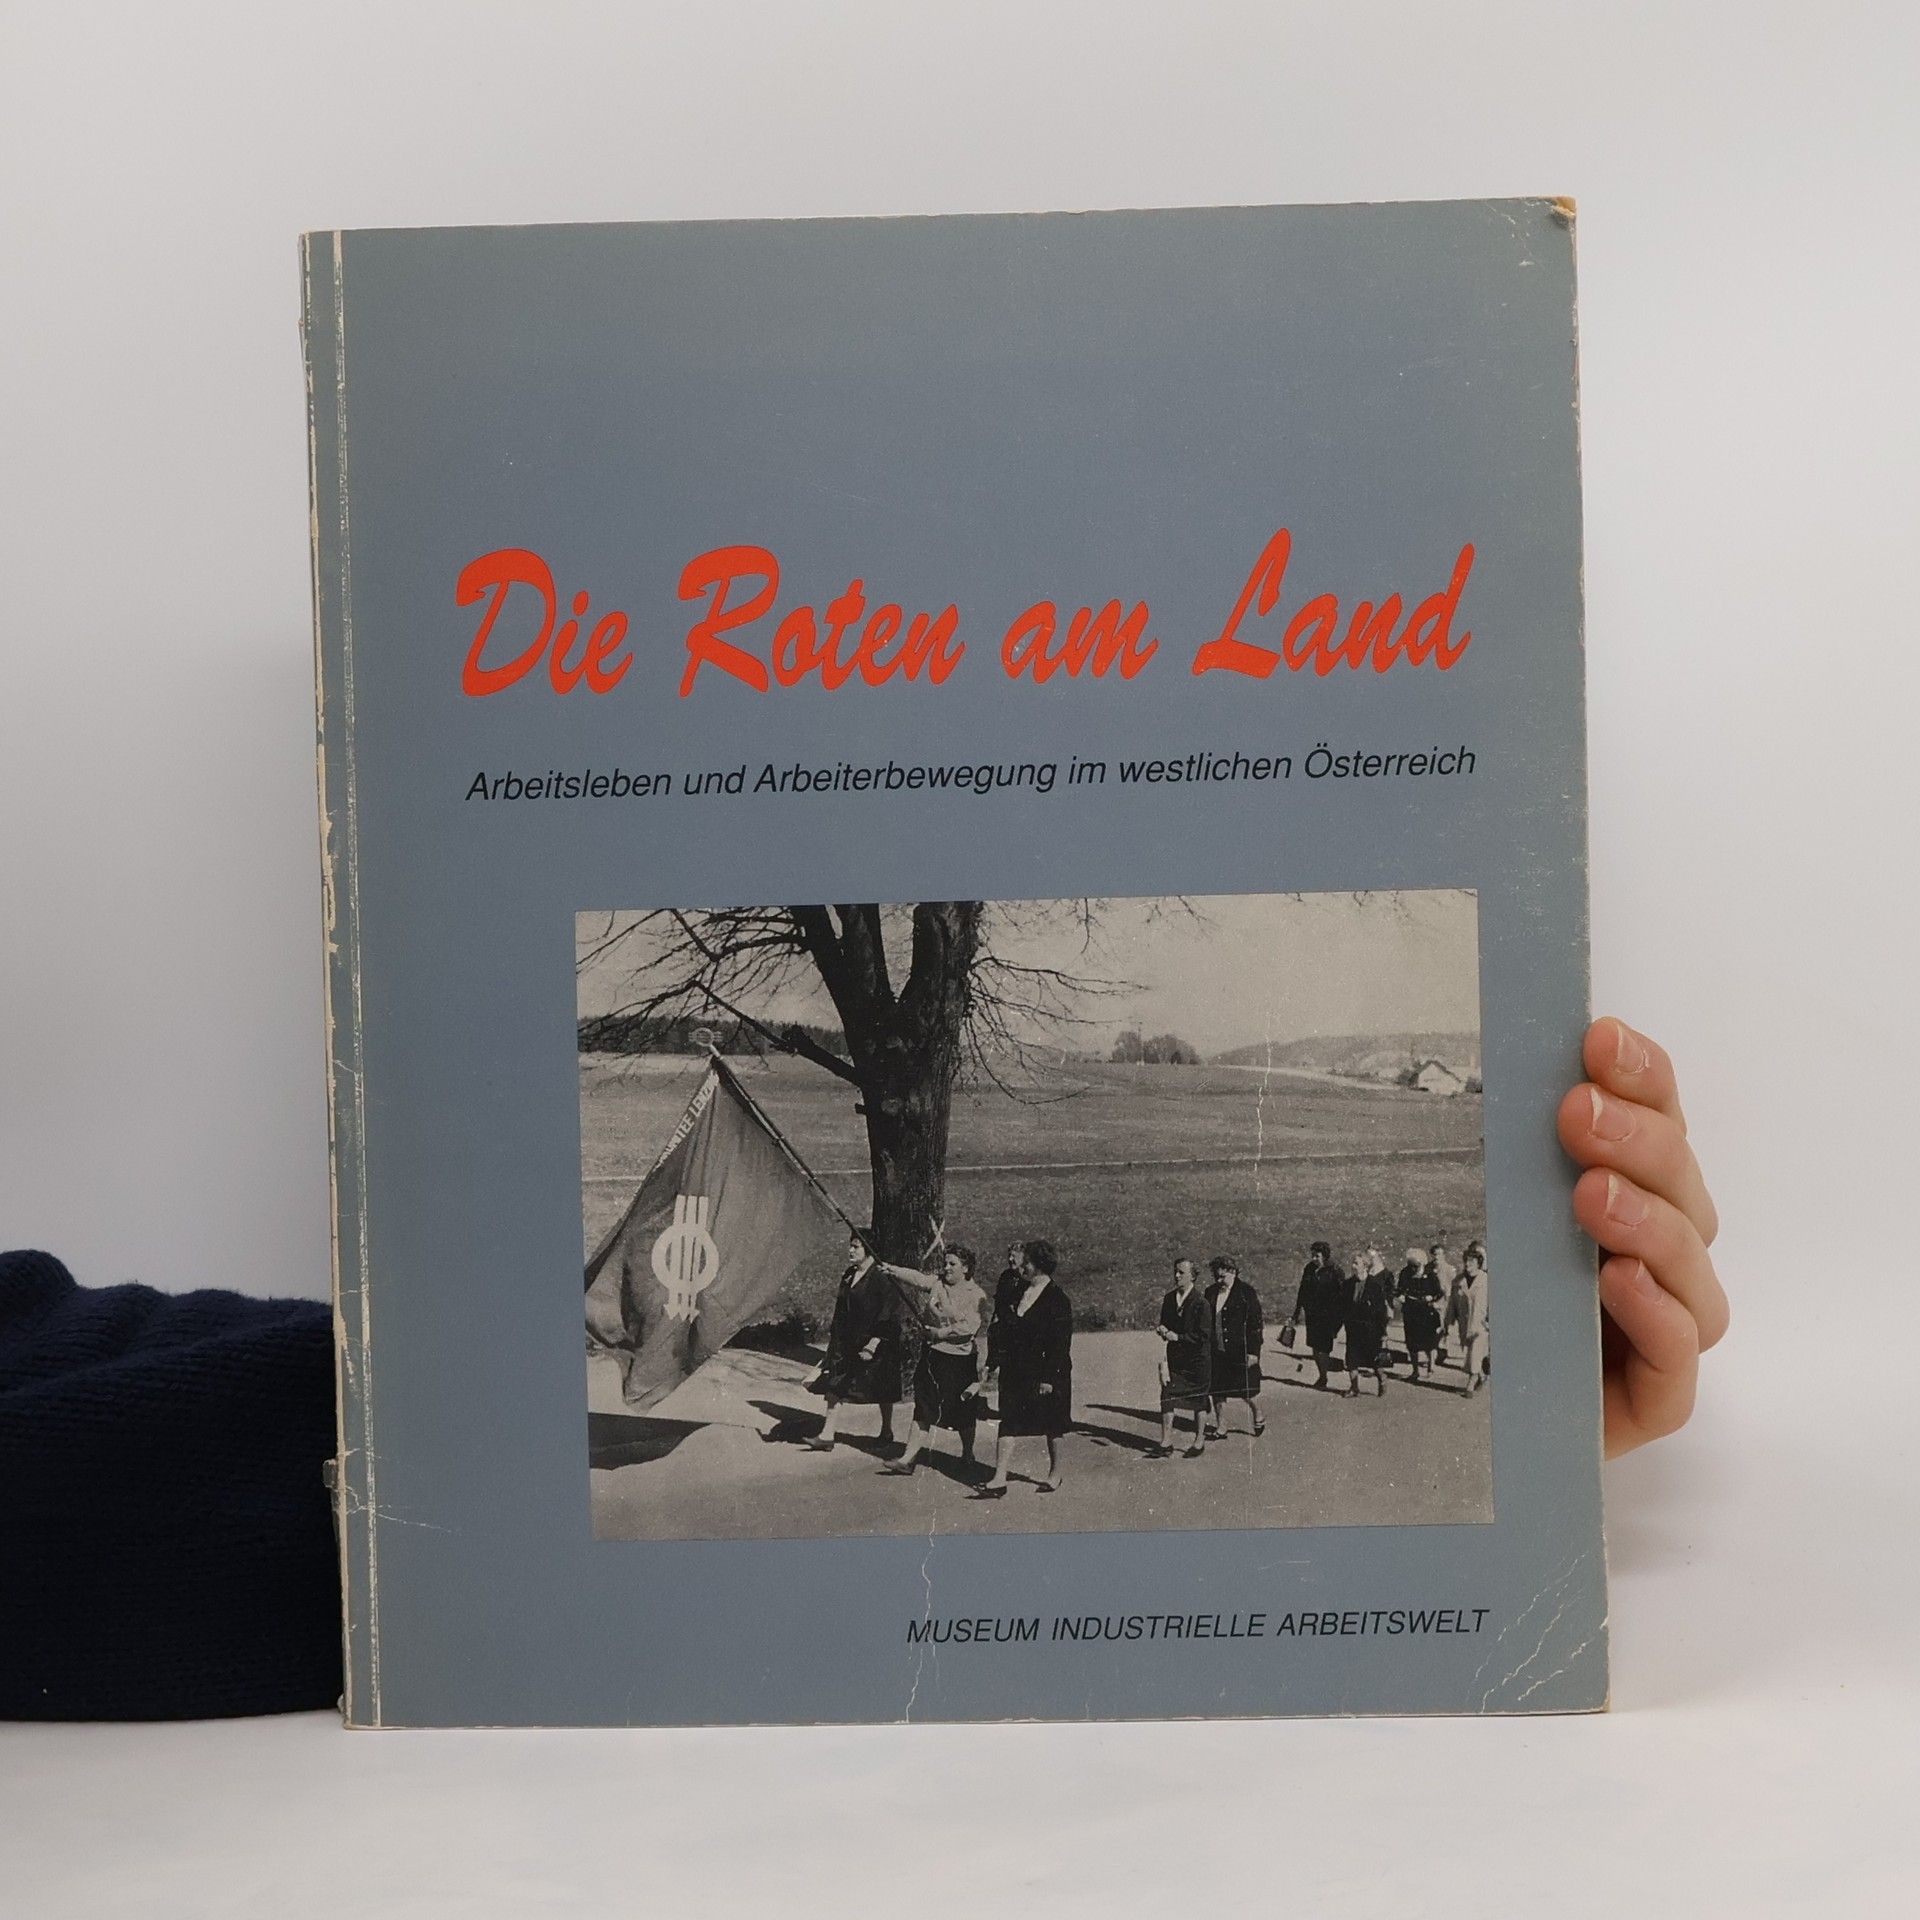 Die Roten am Land
Arbeitsleben und Arbeiterbewegung im westlichen Österreich
MUSEUM INDUSTRIELLE ARBEITSWELT